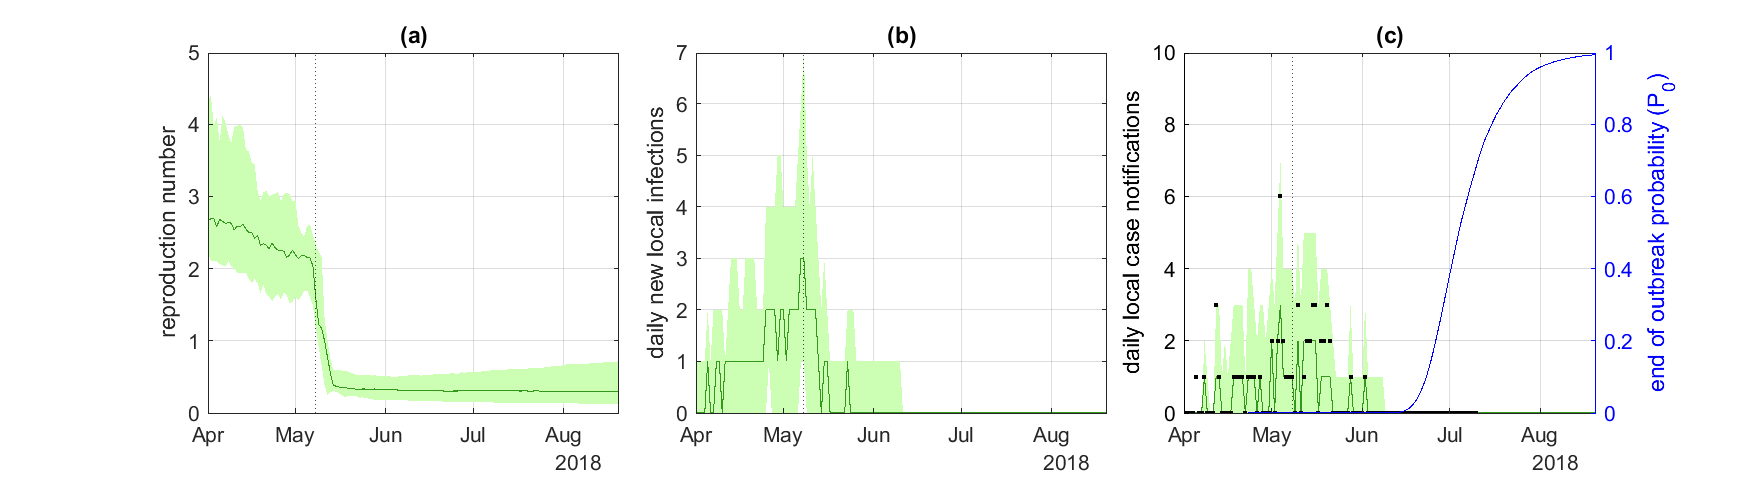 (a)
5
4
3
2
1
0
reproduction number
Apr
May
Jun
Jul
Aug
2018
(b)
7
6
5
4
3
2
1
0
daily new local infections
Apr
May
Jun
Jul
Aug
2018
(c)
10
8
6
4
2
0
daily local case notifications
Apr
May
Jun
Jul
Aug
2018
1
0.8
0.6
0.4
0.2
0
end of outbreak probability (P0)